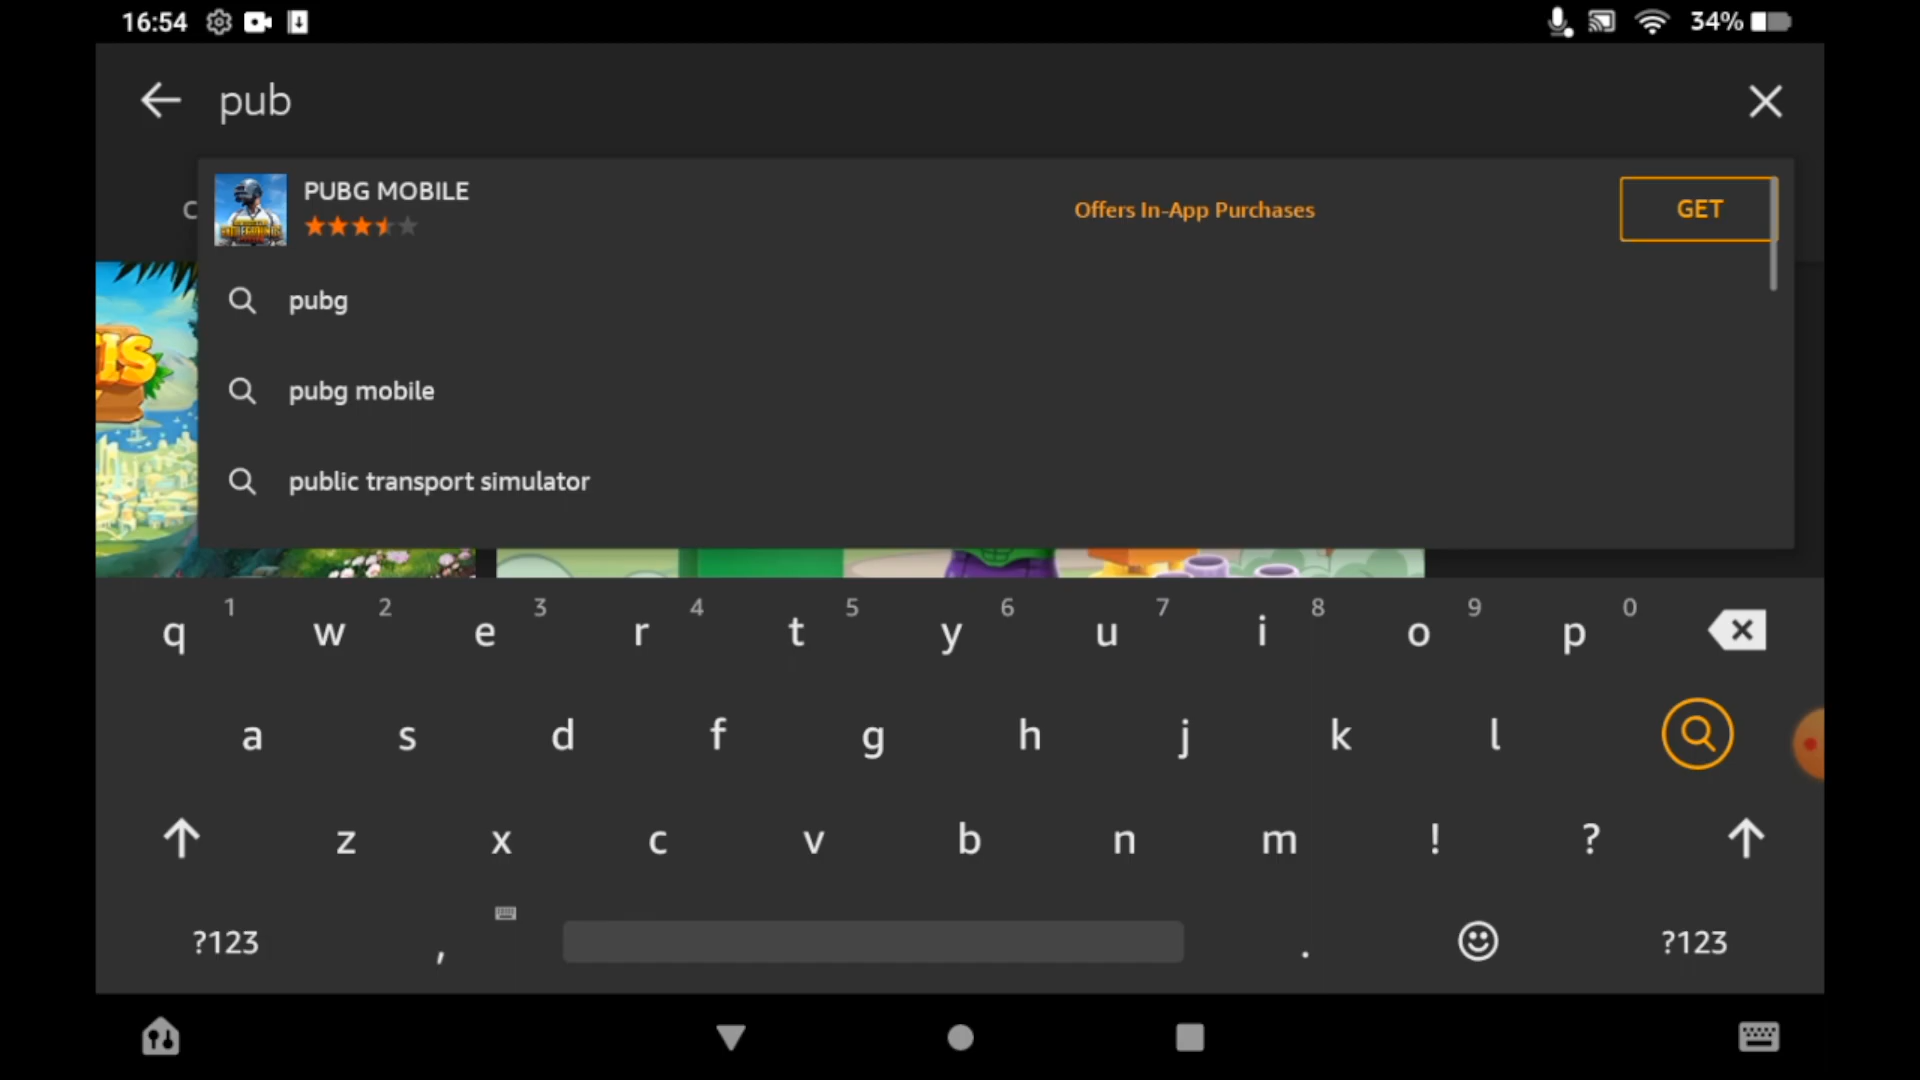 16:54
34%
pub
PUBG MOBILE
Offers In-App Purchases
GET
pubg
pubg mobile
public transport simulator
1 2 3 4 5 6 7 8 9 0
q w e r t y u i o p
a s d f g h j k l
z x c v b n m ! ?
?123 , . ?123